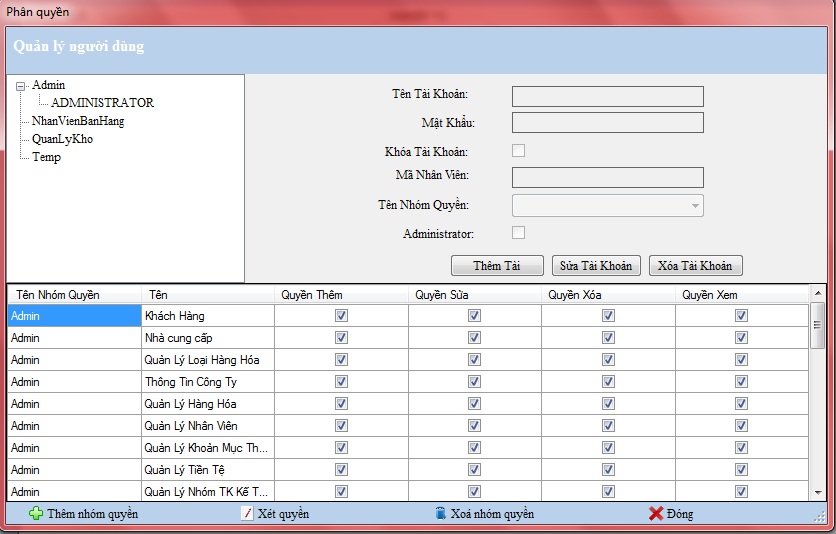 Phân quyền
Quản lý người dùng
Admin
ADMINISTRATOR
NhanVienBanHang
QuanLyKho
Temp
Tên Tài Khoản:
Mật Khẩu:
Khóa Tài Khoản:
Mã Nhân Viên:
Tên Nhóm Quyền:
Administrator:
Thêm Tài Sửa Tài Khoản Xóa Tài Khoản
Tên Nhóm Quyền Tên Quyền Thêm Quyền Sửa Quyền Xóa Quyền Xem
Admin Khách Hàng
Admin Nhà cung cấp
Admin Quản Lý Loại Hàng Hóa
Admin Thông Tin Công Ty
Admin Quản Lý Hàng Hóa
Admin Quản Lý Nhân Viên
Admin Quản Lý Khoản Mục Th...
Admin Quản Lý Tiền Tệ
Admin Quản Lý Nhóm TK Kế T...
Thêm nhóm quyền Xét quyền Xoá nhóm quyền Đóng